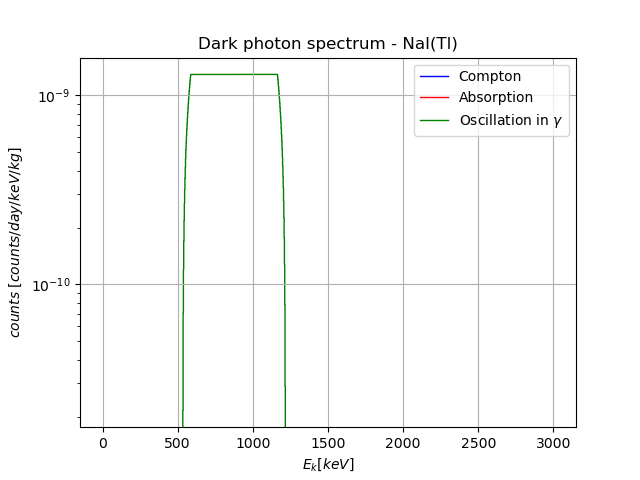 Dark photon spectrum - NaI(Tl)
Compton
Absorption
Oscillation in γ
10⁻⁹
10⁻¹⁰
counts [counts/day/keV/kg]
0 500 1000 1500 2000 2500 3000
E_k[keV]